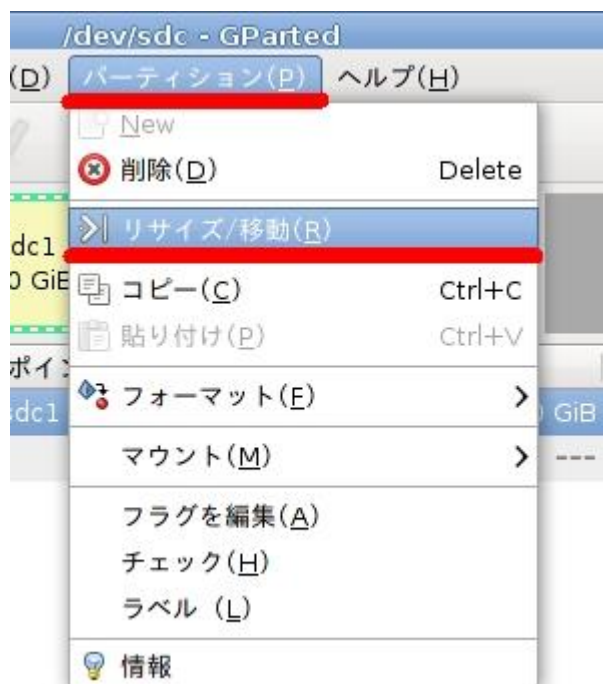 /dev/sdc - GParted
(D) パーティション(P) ヘルプ(H)
New
削除(D) Delete
リサイズ/移動(R)
dc1
GiB
コピー(C) Ctrl+C
貼り付け(P) Ctrl+V
ポイン
フォーマット(F)
sdc1
GiB
マウント(M)
---
フラグを編集(A)
チェック(H)
ラベル (L)
情報